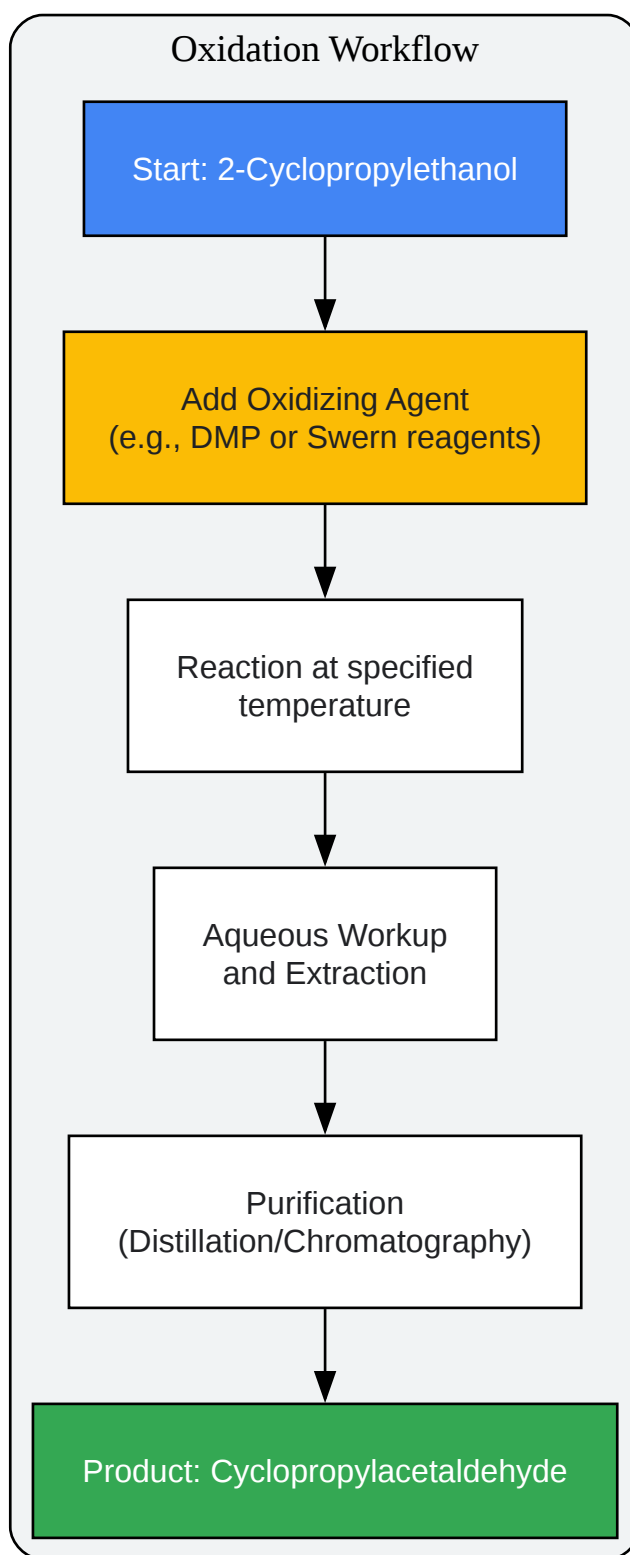 Oxidation Workflow
Start: 2-Cyclopropylethanol
Add Oxidizing Agent
(e.g., DMP or Swern reagents)
Reaction at specified
temperature
Aqueous Workup
and Extraction
Purification
(Distillation/Chromatography)
Product: Cyclopropylacetaldehyde